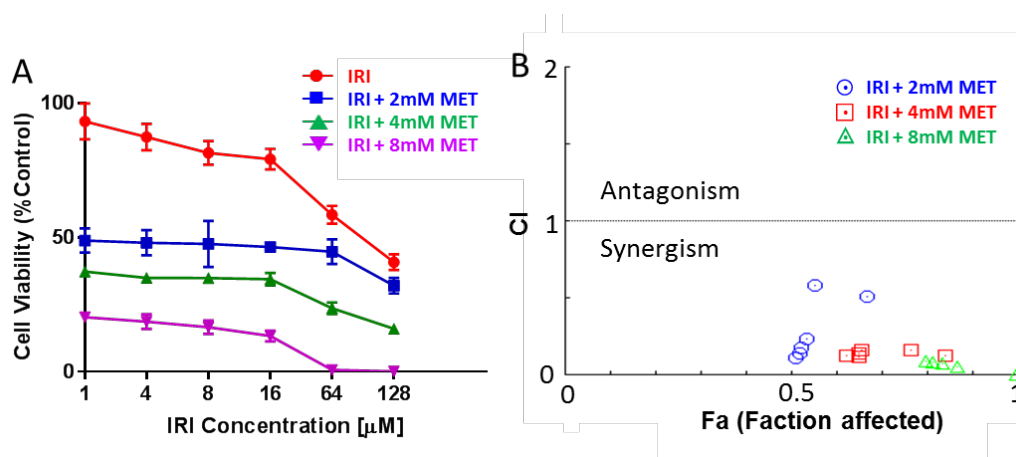 A
IRI
IRI + 2mM MET
IRI + 4mM MET
IRI + 8mM MET
Cell Viability (%Control)
100
50
0
1 4 8 16 64 128
IRI Concentration [μM]
B
IRI + 2mM MET
IRI + 4mM MET
IRI + 8mM MET
CI
2
1
0
Antagonism
Synergism
0 0.5 1
Fa (Faction affected)